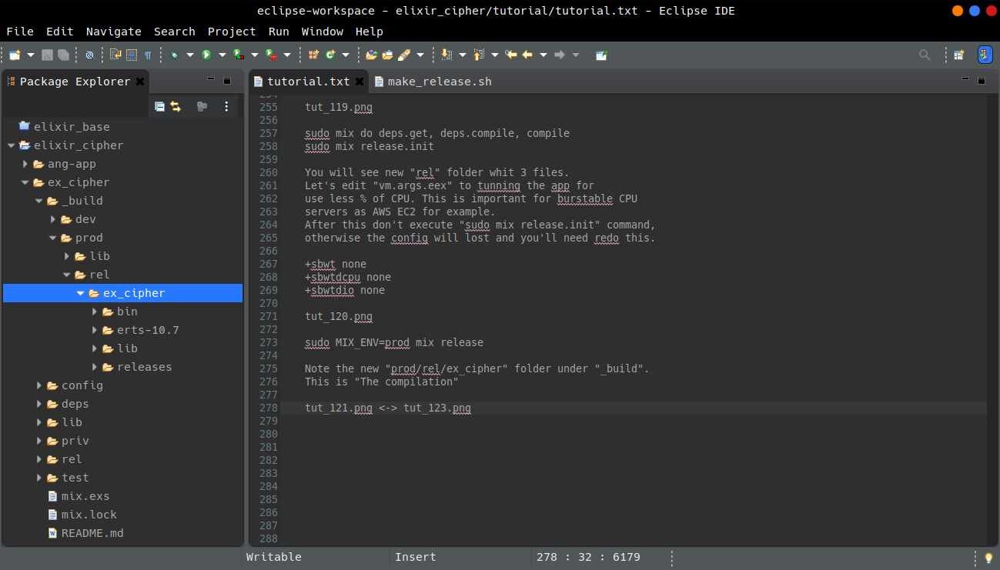 eclipse-workspace - elixir_cipher/tutorial/tutorial.txt - Eclipse IDE
File Edit Navigate Search Project Run Window Help
Package Explorer
tutorial.txt
make_release.sh
elixir_base
elixir_cipher
ang-app
ex_cipher
_build
dev
prod
lib
rel
ex_cipher
bin
erts-10.7
lib
releases
config
deps
lib
priv
rel
test
mix.exs
mix.lock
README.md
254
255 tut_119.png
256
257 sudo mix do deps.get, deps.compile, compile
258 sudo mix release.init
259
260 You will see new "rel" folder whit 3 files.
261 Let's edit "vm.args.eex" to tunning the app for
262 use less % of CPU. This is important for burstable CPU
263 servers as AWS EC2 for example.
264 After this don't execute "sudo mix release.init" command,
265 otherwise the config will lost and you'll need redo this.
266
267 +sbwt none
268 +sbwtdcpu none
269 +sbwtdio none
270
271 tut_120.png
272
273 sudo MIX_ENV=prod mix release
274
275 Note the new "prod/rel/ex_cipher" folder under "_build".
276 This is "The compilation"
277
278 tut_121.png <-> tut_123.png
279
280
281
282
283
284
285
286
287
288
Writable Insert 278 : 32 : 6179